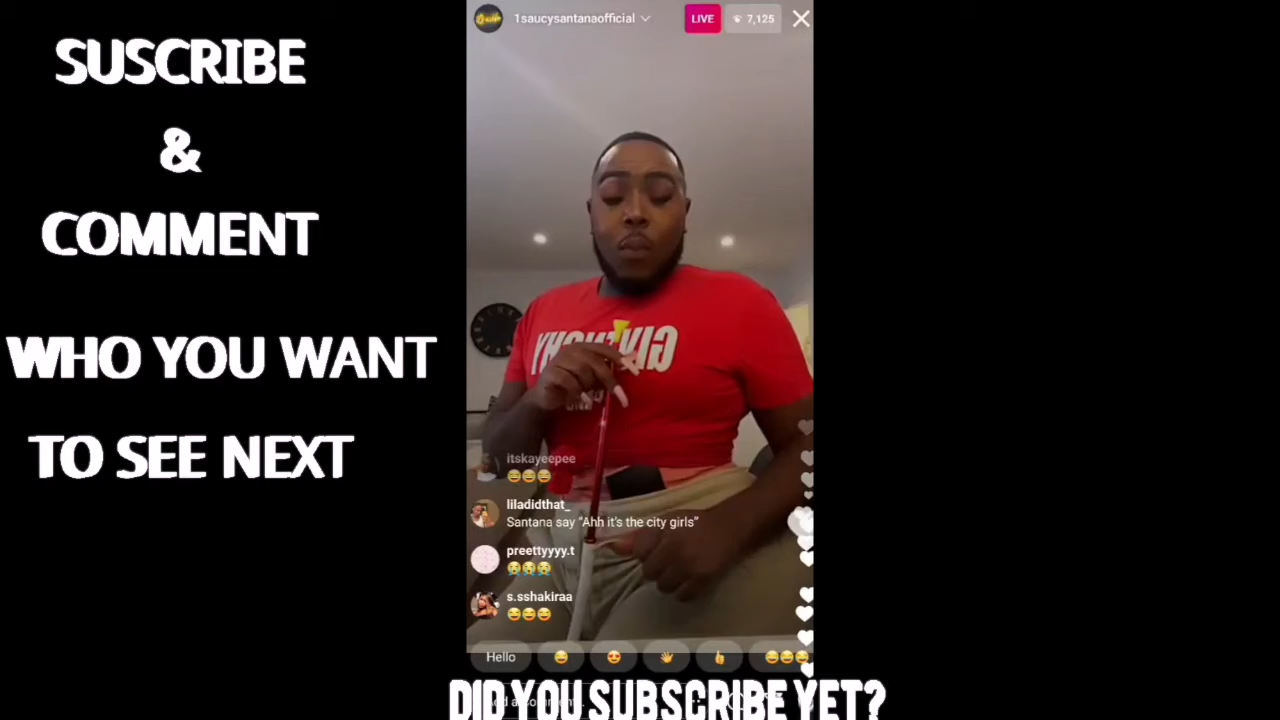 SUSCRIBE
&
COMMENT
WHO YOU WANT
TO SEE NEXT
1saucysantanaofficial
LIVE
7,125
itskayeepee
😂😂😂
liladidthat_
Santana say “Ahh it’s the city girls”
preettyyyy.t
😭😭😭
s.sshakiraa
😂😂😂
Hello 😂 😍 👋 👍 😂😂😂
DID YOU SUBSCRIBE YET?